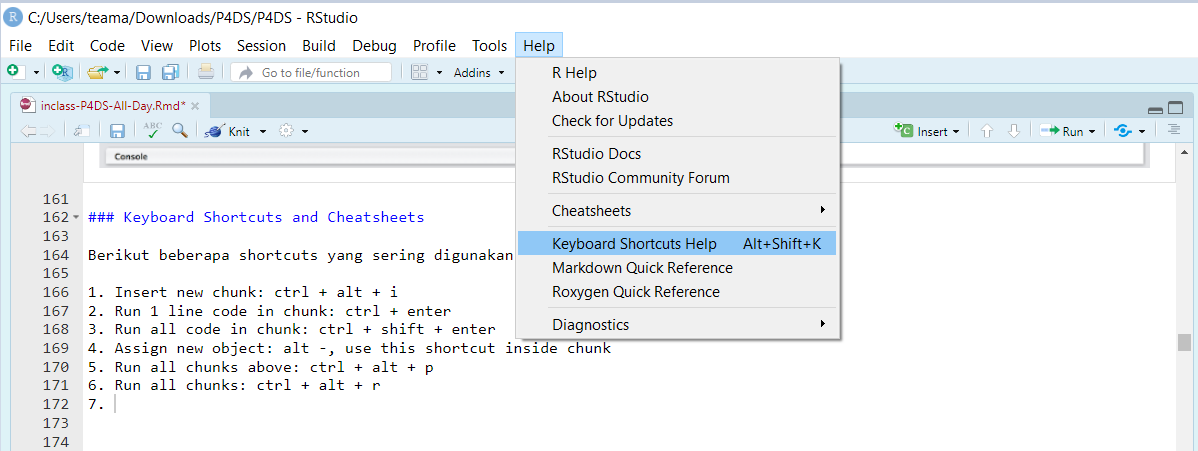 C:/Users/teama/Downloads/P4DS/P4DS - RStudio
File Edit Code View Plots Session Build Debug Profile Tools Help
Go to file/function Addins
R Help
About RStudio
Check for Updates
RStudio Docs
RStudio Community Forum
Cheatsheets
Keyboard Shortcuts Help Alt+Shift+K
Markdown Quick Reference
Roxygen Quick Reference
Diagnostics
inclass-P4DS-All-Day.Rmd*
ABC Knit Insert Run
Console
161
162 ### Keyboard Shortcuts and Cheatsheets
163
164 Berikut beberapa shortcuts yang sering digunakan
165
166 1. Insert new chunk: ctrl + alt + i
167 2. Run 1 line code in chunk: ctrl + enter
168 3. Run all code in chunk: ctrl + shift + enter
169 4. Assign new object: alt -, use this shortcut inside chunk
170 5. Run all chunks above: ctrl + alt + p
171 6. Run all chunks: ctrl + alt + r
172 7.
173
174